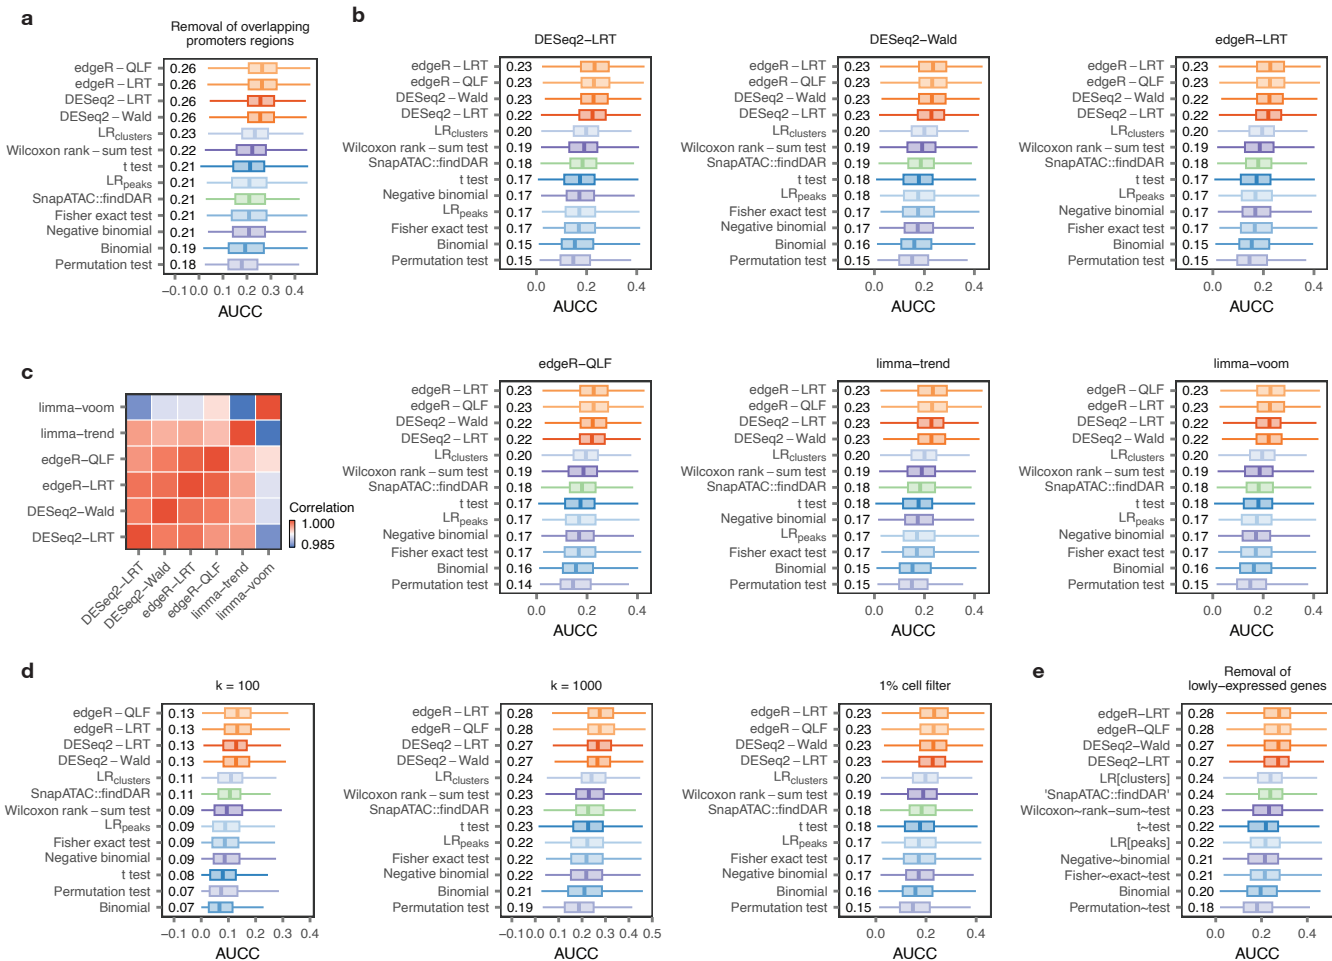 a
Removal of overlapping
promoters regions
edgeR−QLF 0.26
edgeR−LRT 0.26
DESeq2−LRT 0.26
DESeq2−Wald 0.26
LRclusters 0.23
Wilcoxon rank−sum test 0.22
t test 0.21
LRpeaks 0.21
SnapATAC::findDAR 0.21
Fisher exact test 0.21
Negative binomial 0.21
Binomial 0.19
Permutation test 0.18
−0.1 0.0 0.1 0.2 0.3 0.4
AUCC
b
DESeq2−LRT
edgeR−LRT 0.23
edgeR−QLF 0.23
DESeq2−Wald 0.23
DESeq2−LRT 0.22
LRclusters 0.20
Wilcoxon rank−sum test 0.19
SnapATAC::findDAR 0.18
t test 0.17
Negative binomial 0.17
LRpeaks 0.17
Fisher exact test 0.17
Binomial 0.15
Permutation test 0.15
0.0 0.2 0.4
AUCC
DESeq2−Wald
edgeR−LRT 0.23
edgeR−QLF 0.23
DESeq2−Wald 0.23
DESeq2−LRT 0.23
LRclusters 0.20
Wilcoxon rank−sum test 0.19
SnapATAC::findDAR 0.19
t test 0.18
LRpeaks 0.18
Fisher exact test 0.17
Negative binomial 0.17
Binomial 0.16
Permutation test 0.15
0.0 0.2 0.4
AUCC
edgeR-LRT
edgeR−LRT 0.23
edgeR−QLF 0.23
DESeq2−Wald 0.22
DESeq2−LRT 0.22
LRclusters 0.20
Wilcoxon rank−sum test 0.19
SnapATAC::findDAR 0.18
t test 0.17
LRpeaks 0.17
Negative binomial 0.17
Fisher exact test 0.17
Binomial 0.15
Permutation test 0.15
0.0 0.2 0.4
AUCC
edgeR-QLF
edgeR−LRT 0.23
edgeR−QLF 0.23
DESeq2−Wald 0.22
DESeq2−LRT 0.22
LRclusters 0.20
Wilcoxon rank−sum test 0.19
SnapATAC::findDAR 0.18
t test 0.17
LRpeaks 0.17
Negative binomial 0.17
Fisher exact test 0.17
Binomial 0.16
Permutation test 0.14
0.0 0.2 0.4
AUCC
limma−trend
edgeR−LRT 0.23
edgeR−QLF 0.23
DESeq2−LRT 0.23
DESeq2−Wald 0.23
LRclusters 0.20
Wilcoxon rank−sum test 0.19
SnapATAC::findDAR 0.18
t test 0.18
Negative binomial 0.17
LRpeaks 0.17
Fisher exact test 0.17
Binomial 0.15
Permutation test 0.15
0.0 0.2 0.4
AUCC
limma−voom
edgeR−QLF 0.23
edgeR−LRT 0.23
DESeq2−LRT 0.22
DESeq2−Wald 0.22
LRclusters 0.20
Wilcoxon rank−sum test 0.19
SnapATAC::findDAR 0.18
t test 0.18
LRpeaks 0.17
Negative binomial 0.17
Fisher exact test 0.17
Binomial 0.16
Permutation test 0.15
0.0 0.2 0.4
AUCC
c
limma−voom
limma−trend
edgeR−QLF
edgeR−LRT
DESeq2−Wald
DESeq2−LRT
DESeq2−LRT
DESeq2−Wald
edgeR−LRT
edgeR−QLF
limma−trend
limma−voom
Correlation
1.000
0.985
d
k = 100
edgeR−QLF 0.13
edgeR−LRT 0.13
DESeq2−LRT 0.13
DESeq2−Wald 0.13
LRclusters 0.11
SnapATAC::findDAR 0.11
Wilcoxon rank−sum test 0.09
LRpeaks 0.09
Fisher exact test 0.09
Negative binomial 0.09
t test 0.08
Permutation test 0.07
Binomial 0.07
−0.1 0.0 0.1 0.2 0.3 0.4
AUCC
k = 1000
edgeR−LRT 0.28
edgeR−QLF 0.28
DESeq2−LRT 0.27
DESeq2−Wald 0.27
LRclusters 0.24
Wilcoxon rank−sum test 0.23
SnapATAC::findDAR 0.23
t test 0.23
LRpeaks 0.22
Fisher exact test 0.22
Negative binomial 0.22
Binomial 0.21
Permutation test 0.19
−0.1 0.0 0.1 0.2 0.3 0.4 0.5
AUCC
1% cell filter
edgeR−LRT 0.23
edgeR−QLF 0.23
DESeq2−Wald 0.23
DESeq2−LRT 0.23
LRclusters 0.20
Wilcoxon rank−sum test 0.19
SnapATAC::findDAR 0.18
t test 0.18
LRpeaks 0.17
Fisher exact test 0.17
Negative binomial 0.17
Binomial 0.16
Permutation test 0.15
0.0 0.2 0.4
AUCC
e
Removal of
lowly−expressed genes
edgeR−LRT 0.28
edgeR−QLF 0.28
DESeq2−Wald 0.27
DESeq2−LRT 0.27
LR[clusters] 0.24
'SnapATAC::findDAR' 0.24
Wilcoxon~rank−sum~test 0.23
t~test 0.22
LR[peaks] 0.22
Negative~binomial 0.21
Fisher~exact~test 0.21
Binomial 0.20
Permutation~test 0.18
0.0 0.2 0.4
AUCC